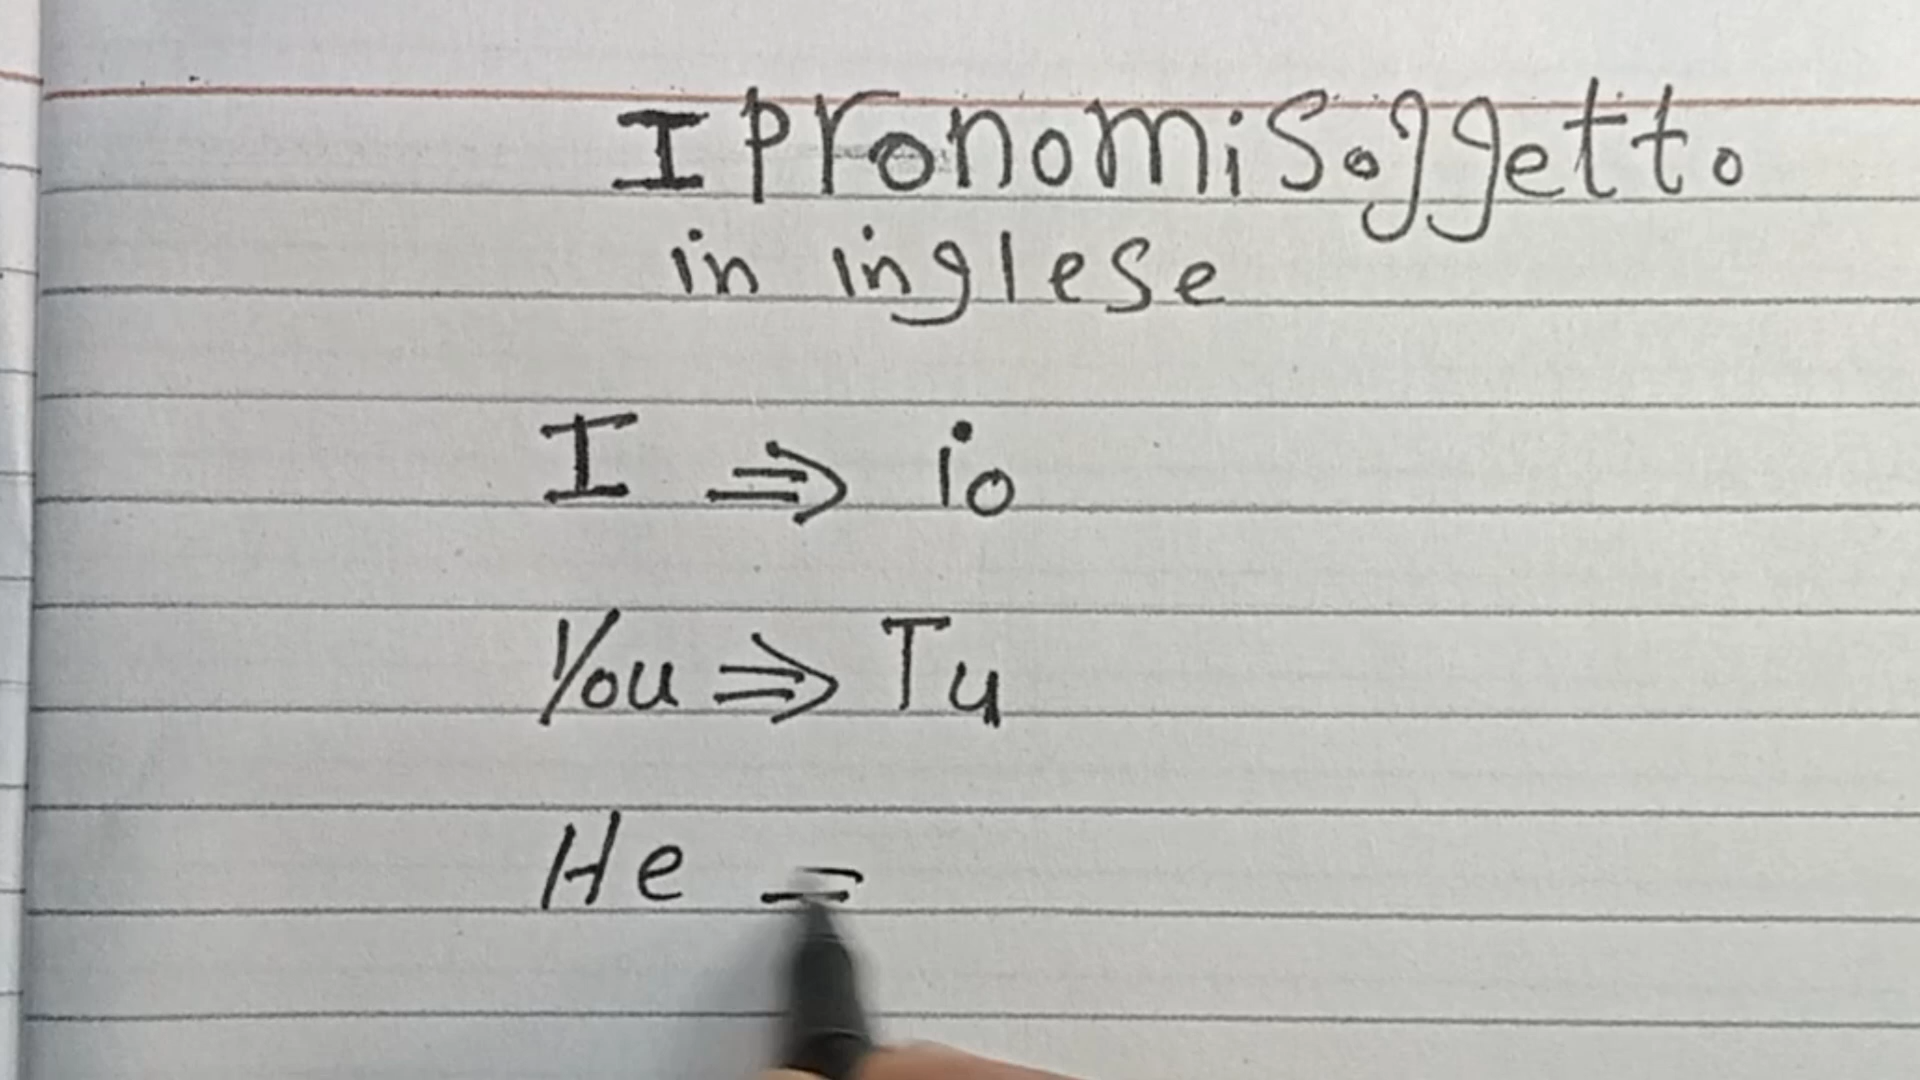 I pronomi soggetto
in inglese
I ⇒ io
You ⇒ Tu
He =